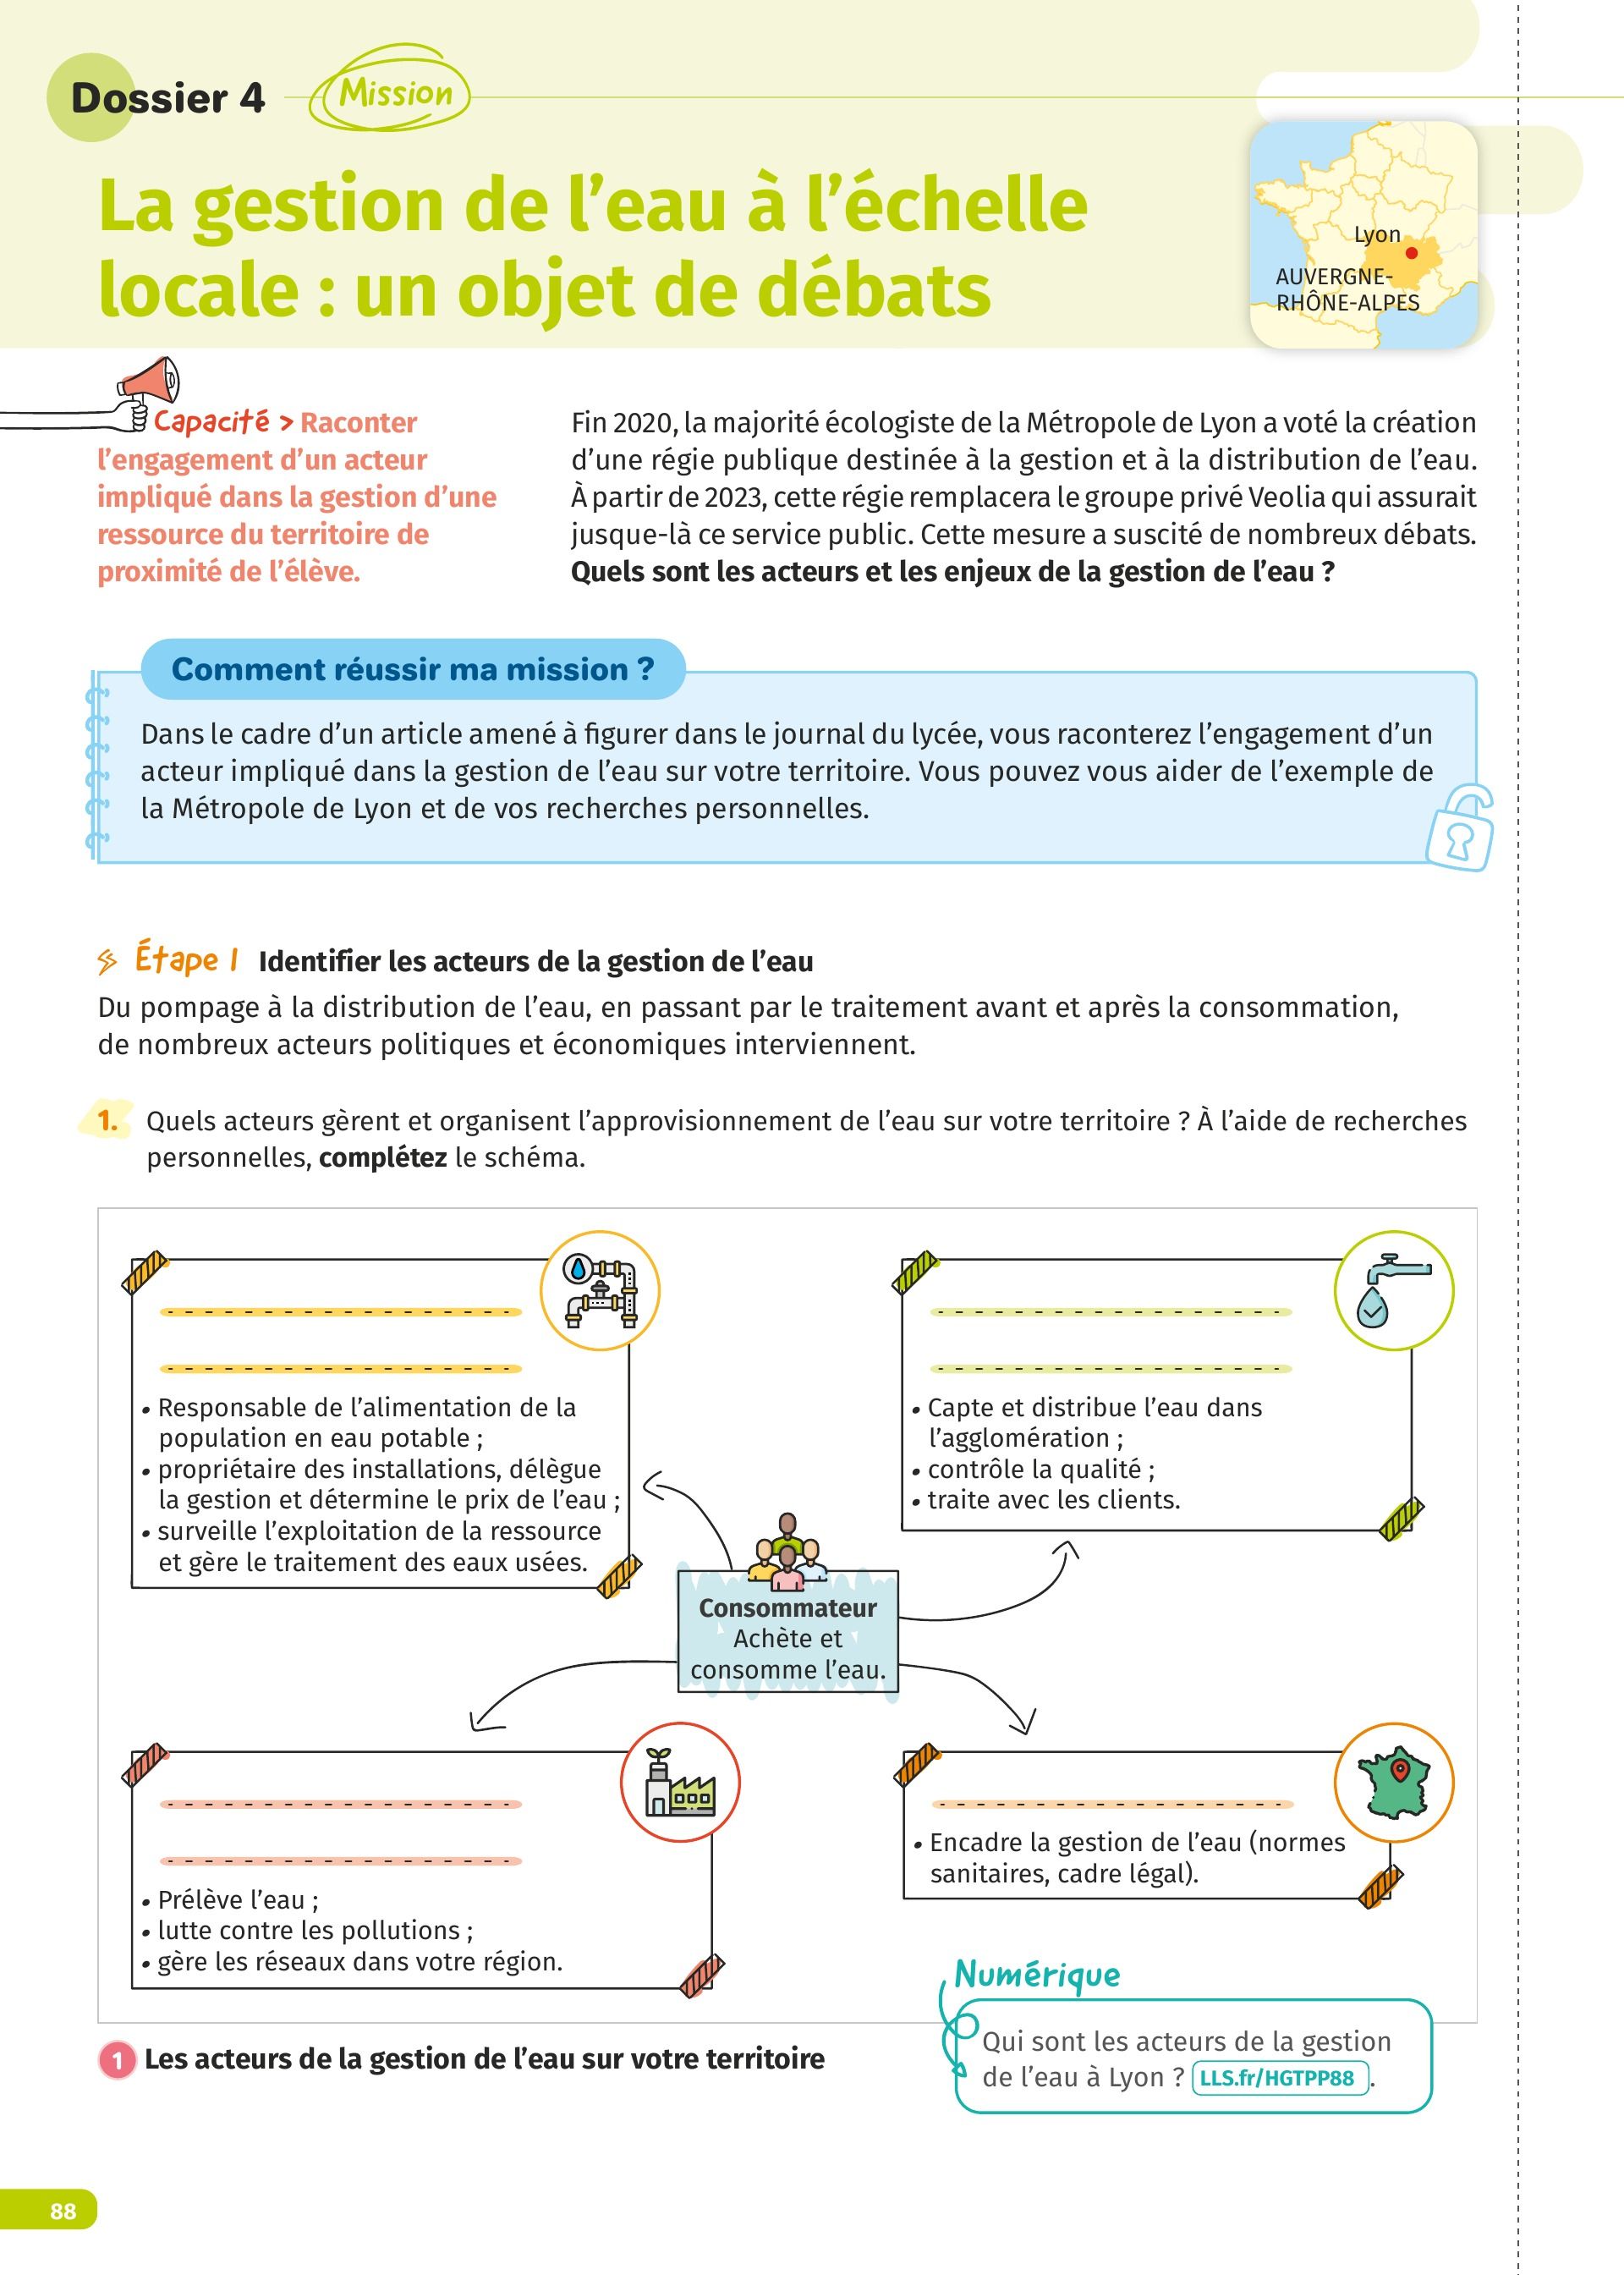 Dossier 4
Mission
La gestion de l’eau à l’échelle
locale : un objet de débats
Lyon
AUVERGNE-
RHÔNE-ALPES
Capacité > Raconter
l’engagement d’un acteur
impliqué dans la gestion d’une
ressource du territoire de
proximité de l’élève.
Fin 2020, la majorité écologiste de la Métropole de Lyon a voté la création
d’une régie publique destinée à la gestion et à la distribution de l’eau.
À partir de 2023, cette régie remplacera le groupe privé Veolia qui assurait
jusque-là ce service public. Cette mesure a suscité de nombreux débats.
Quels sont les acteurs et les enjeux de la gestion de l’eau ?
Comment réussir ma mission ?
Dans le cadre d’un article amené à figurer dans le journal du lycée, vous raconterez l’engagement d’un
acteur impliqué dans la gestion de l’eau sur votre territoire. Vous pouvez vous aider de l’exemple de
la Métropole de Lyon et de vos recherches personnelles.
Étape 1 Identifier les acteurs de la gestion de l’eau
Du pompage à la distribution de l’eau, en passant par le traitement avant et après la consommation,
de nombreux acteurs politiques et économiques interviennent.
1. Quels acteurs gèrent et organisent l’approvisionnement de l’eau sur votre territoire ? À l’aide de recherches
personnelles, complétez le schéma.
• Responsable de l’alimentation de la
population en eau potable ;
• propriétaire des installations, délègue
la gestion et détermine le prix de l’eau ;
• surveille l’exploitation de la ressource
et gère le traitement des eaux usées.
• Capte et distribue l’eau dans
l’agglomération ;
• contrôle la qualité ;
• traite avec les clients.
Consommateur
Achète et
consomme l’eau.
• Prélève l’eau ;
• lutte contre les pollutions ;
• gère les réseaux dans votre région.
• Encadre la gestion de l’eau (normes
sanitaires, cadre légal).
Numérique
Qui sont les acteurs de la gestion
de l’eau à Lyon ? LLS.fr/HGTPP88 .
1 Les acteurs de la gestion de l’eau sur votre territoire
88